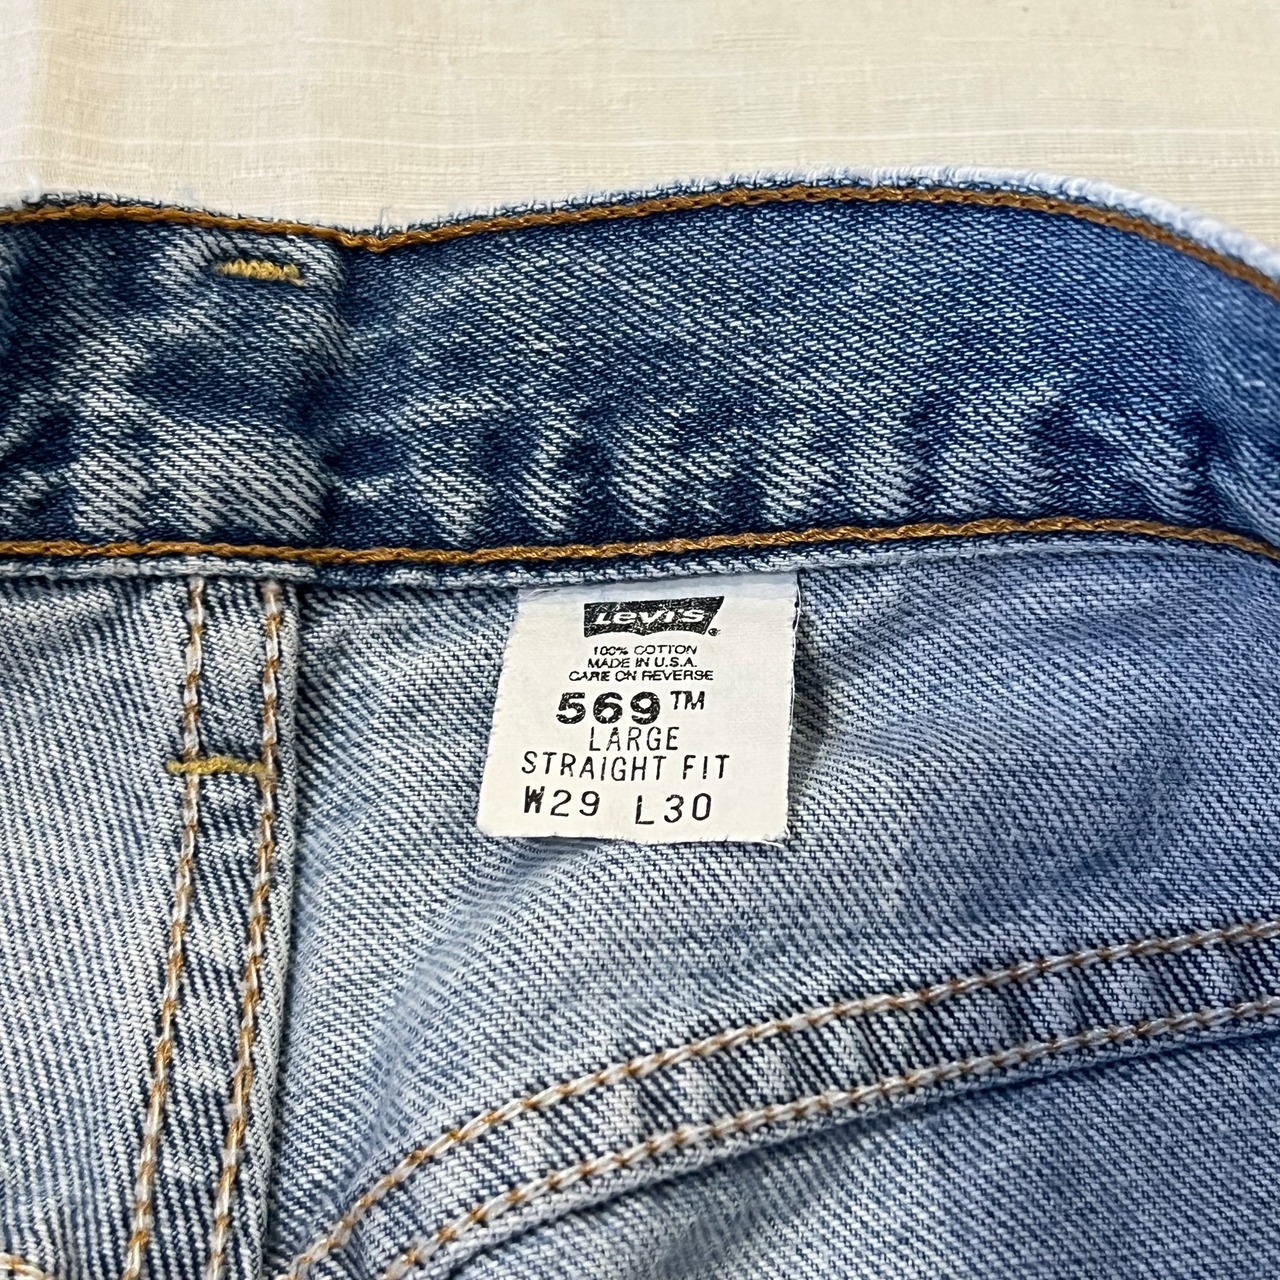 Levi's®
100% COTTON
MADE IN U.S.A.
CARE ON REVERSE
569™
LARGE
STRAIGHT FIT
W29 L30